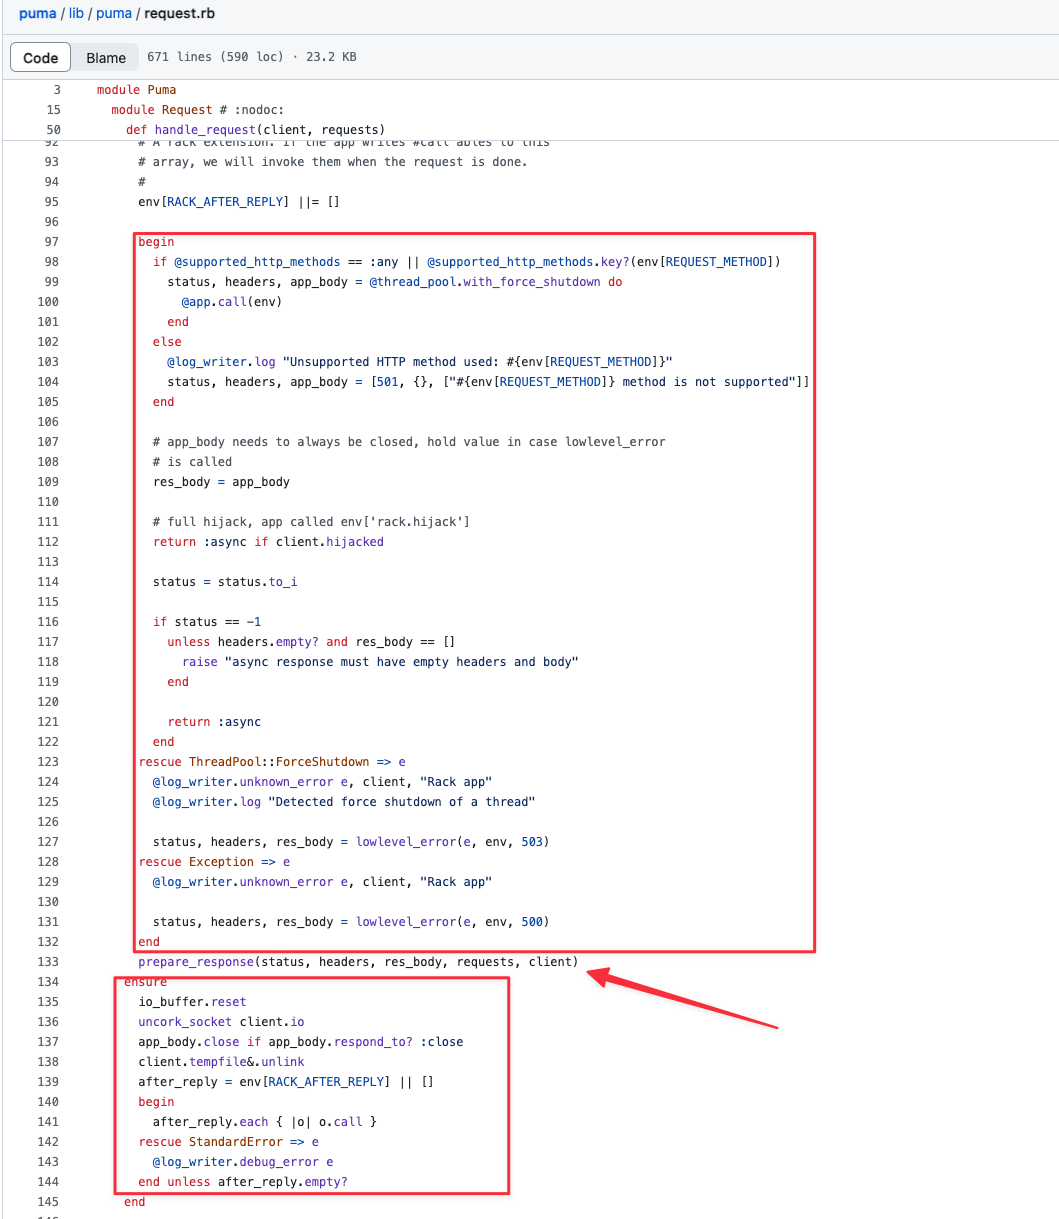 puma / lib / puma / request.rb
Code Blame 671 lines (590 loc) · 23.2 KB
3 module Puma
15 module Request # :nodoc:
50 def handle_request(client, requests)
92 # A rack extension. If the app writes #call'ables to this
93 # array, we will invoke them when the request is done.
94 #
95 env[RACK_AFTER_REPLY] ||= []
96
97 begin
98 if @supported_http_methods == :any || @supported_http_methods.key?(env[REQUEST_METHOD])
99 status, headers, app_body = @thread_pool.with_force_shutdown do
100 @app.call(env)
101 end
102 else
103 @log_writer.log "Unsupported HTTP method used: #{env[REQUEST_METHOD]}"
104 status, headers, app_body = [501, {}, ["#{env[REQUEST_METHOD]} method is not supported"]]
105 end
106
107 # app_body needs to always be closed, hold value in case lowlevel_error
108 # is called
109 res_body = app_body
110
111 # full hijack, app called env['rack.hijack']
112 return :async if client.hijacked
113
114 status = status.to_i
115
116 if status == -1
117 unless headers.empty? and res_body == []
118 raise "async response must have empty headers and body"
119 end
120
121 return :async
122 end
123 rescue ThreadPool::ForceShutdown => e
124 @log_writer.unknown_error e, client, "Rack app"
125 @log_writer.log "Detected force shutdown of a thread"
126
127 status, headers, res_body = lowlevel_error(e, env, 503)
128 rescue Exception => e
129 @log_writer.unknown_error e, client, "Rack app"
130
131 status, headers, res_body = lowlevel_error(e, env, 500)
132 end
133 prepare_response(status, headers, res_body, requests, client)
134 ensure
135 io_buffer.reset
136 uncork_socket client.io
137 app_body.close if app_body.respond_to? :close
138 client.tempfile&.unlink
139 after_reply = env[RACK_AFTER_REPLY] || []
140 begin
141 after_reply.each { |o| o.call }
142 rescue StandardError => e
143 @log_writer.debug_error e
144 end unless after_reply.empty?
145 end